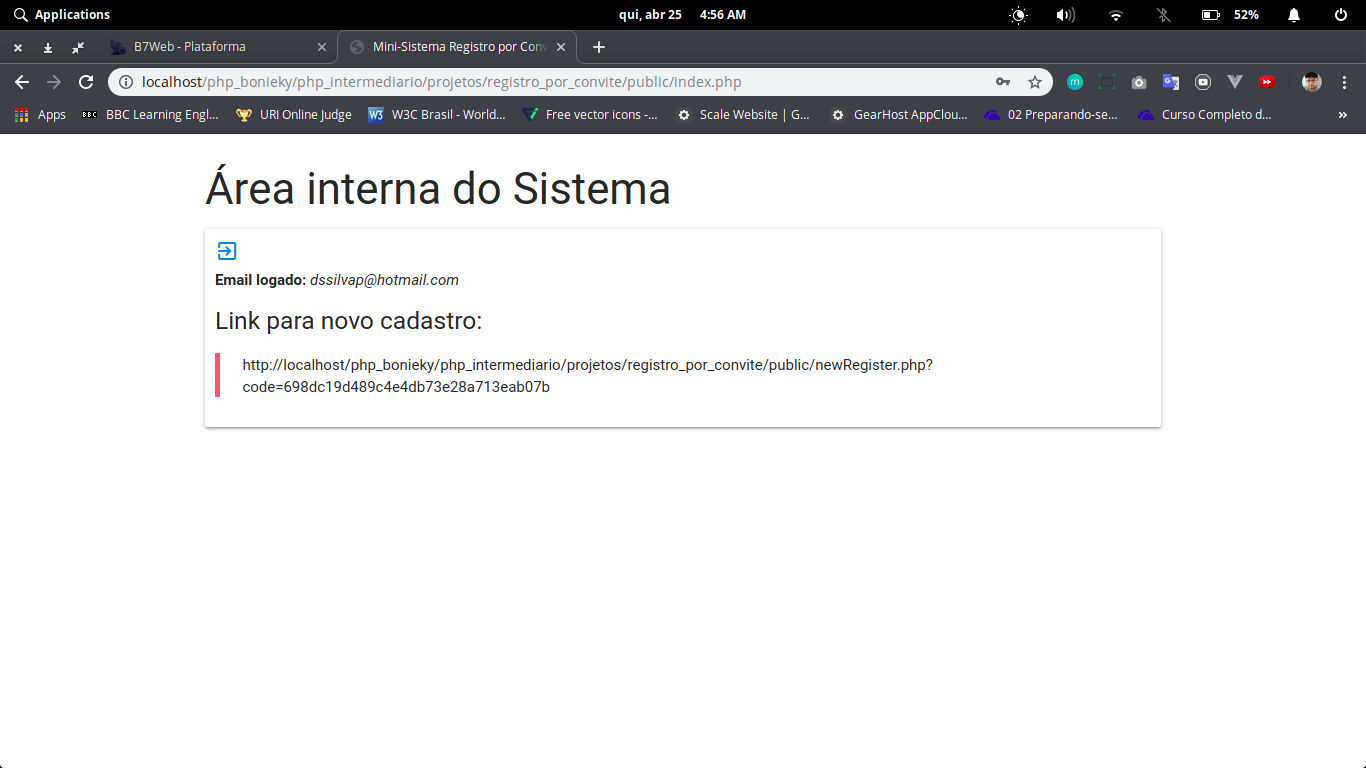 Applications
qui, abr 25 4:56 AM
52%
B7Web - Plataforma
Mini-Sistema Registro por Conv
localhost/php_bonieky/php_intermediario/projetos/registro_por_convite/public/index.php
Apps
BBC BBC Learning Engl...
URI Online Judge
W3 W3C Brasil - World...
Free vector icons -...
Scale Website | G...
GearHost AppClou...
02 Preparando-se...
Curso Completo d...
Área interna do Sistema
Email logado: dssilvap@hotmail.com
Link para novo cadastro:
http://localhost/php_bonieky/php_intermediario/projetos/registro_por_convite/public/newRegister.php?
code=698dc19d489c4e4db73e28a713eab07b